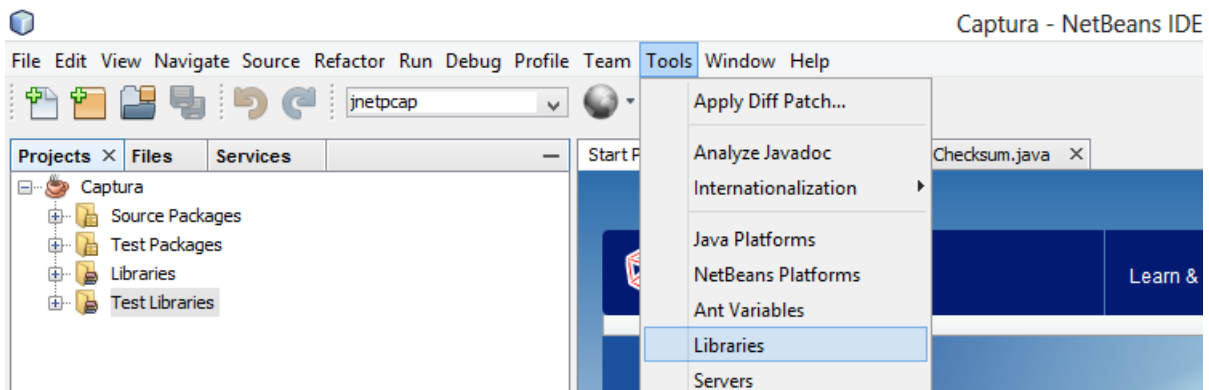 Captura - NetBeans IDE
File Edit View Navigate Source Refactor Run Debug Profile Team Tools Window Help
jnetpcap
Apply Diff Patch...
Projects Files Services
Start P
Analyze Javadoc
Checksum.java
Captura
Internationalization
Source Packages
Test Packages
Java Platforms
Libraries
NetBeans Platforms
Learn &
Test Libraries
Ant Variables
Libraries
Servers